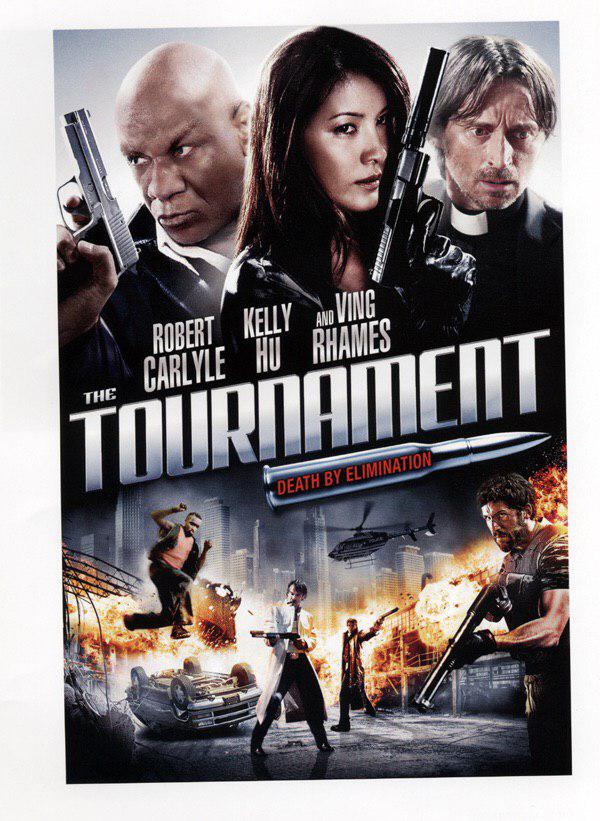 ROBERT CARLYLE
KELLY HU
AND VING RHAMES
THE
TOURNAMENT
DEATH BY ELIMINATION